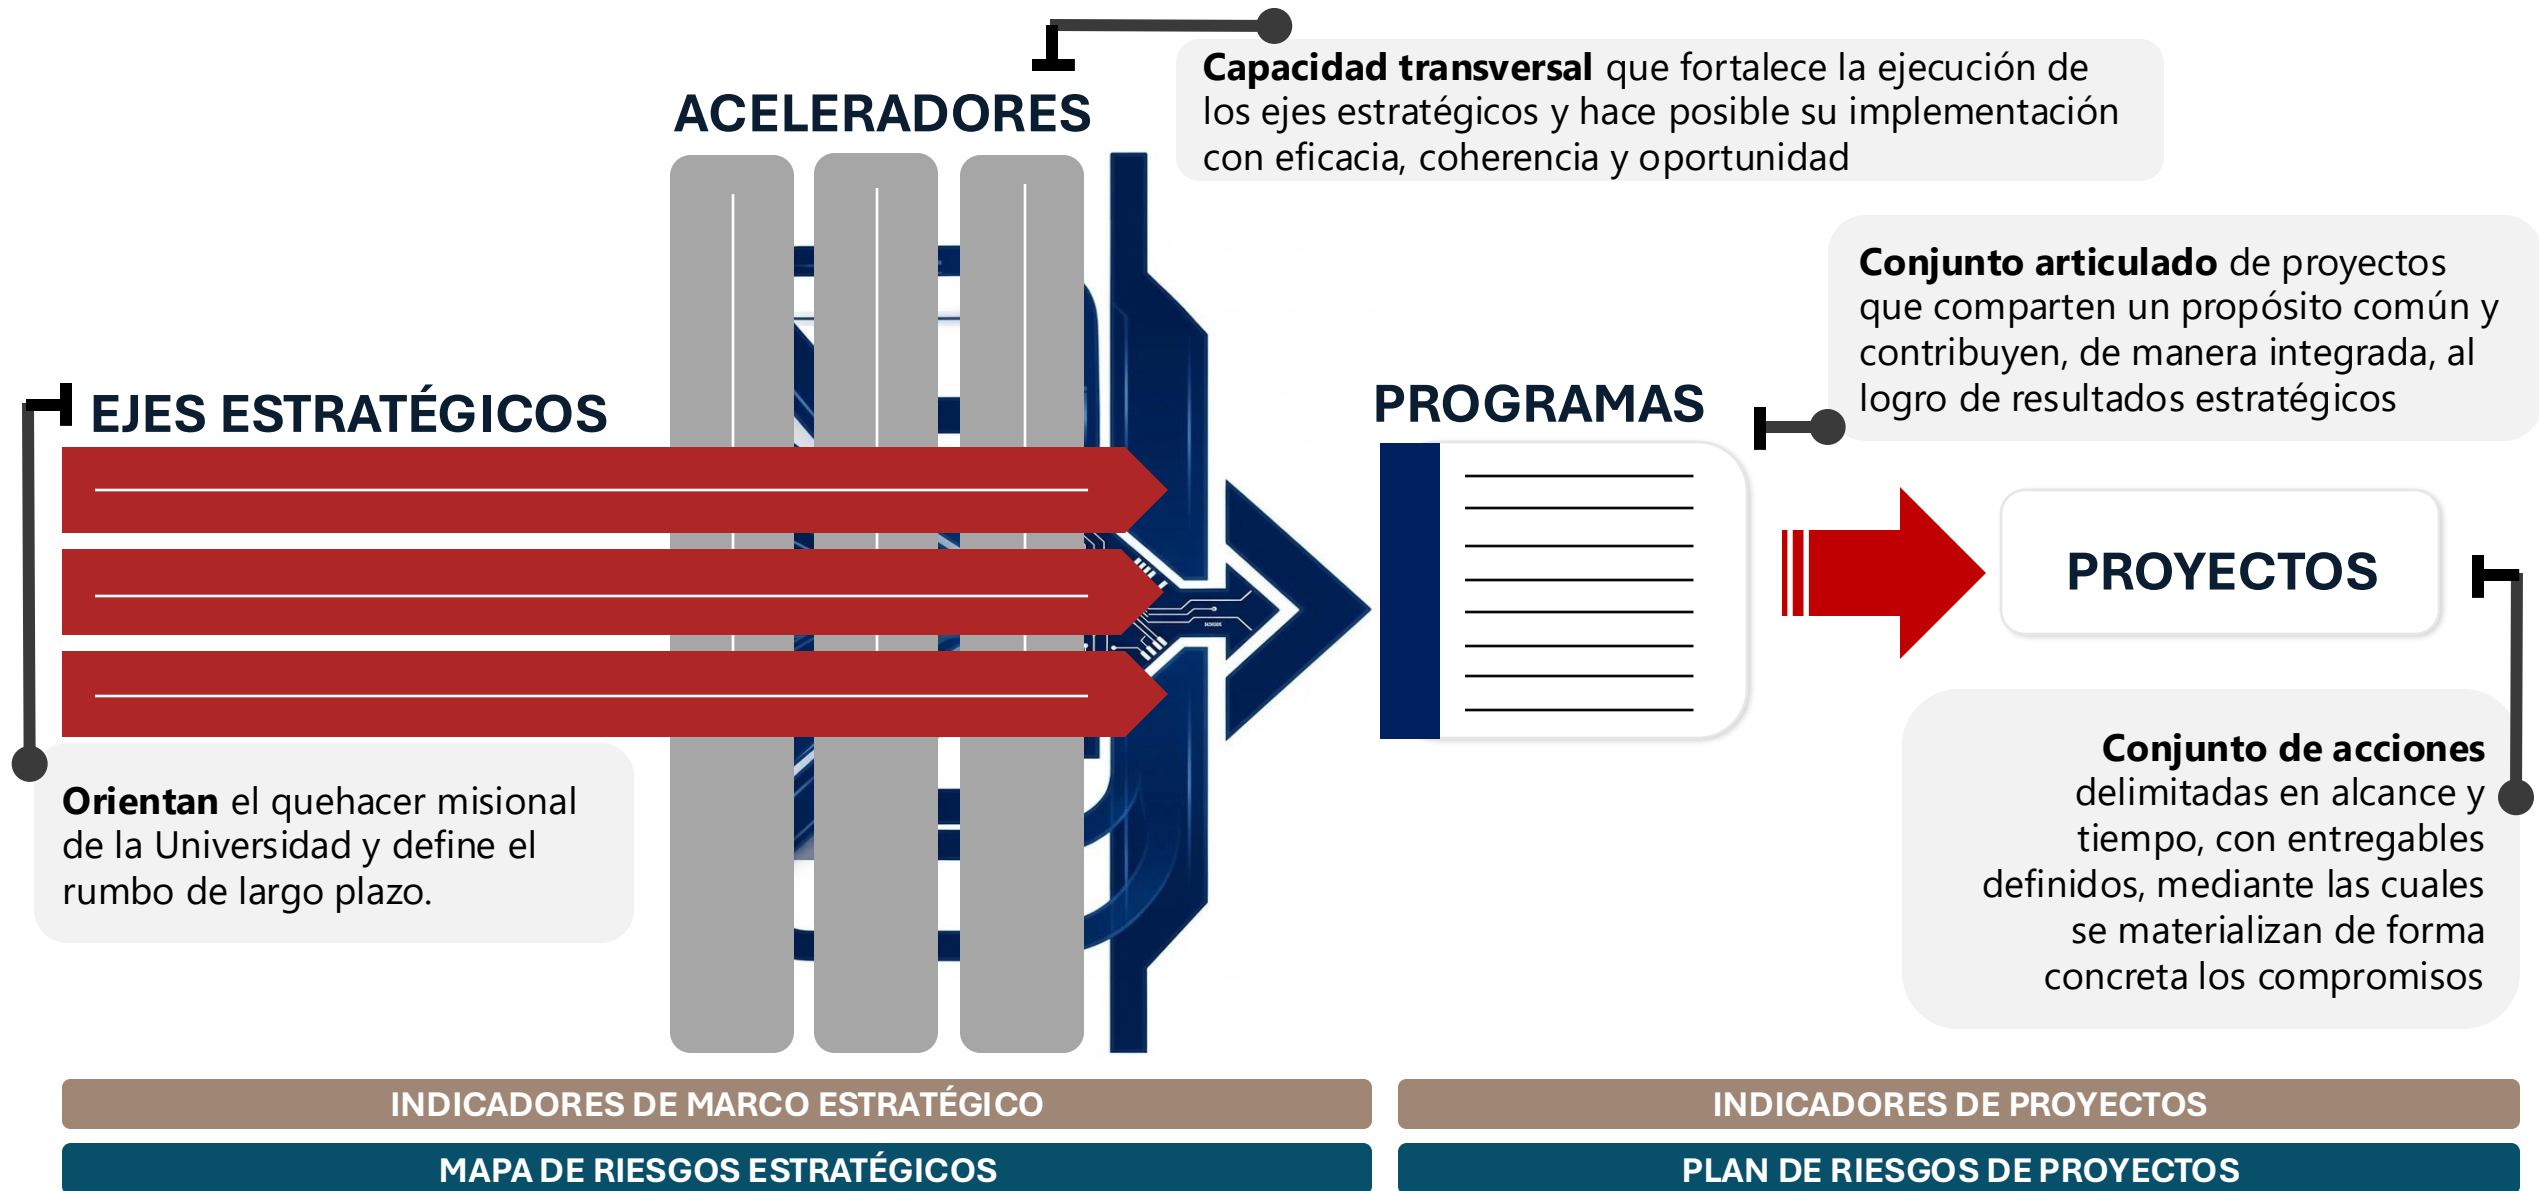 Capacidad transversal que fortalece la ejecución de
los ejes estratégicos y hace posible su implementación
con eficacia, coherencia y oportunidad
ACELERADORES
Conjunto articulado de proyectos
que comparten un propósito común y
contribuyen, de manera integrada, al
logro de resultados estratégicos
EJES ESTRATÉGICOS
PROGRAMAS
PROYECTOS
Orientan el quehacer misional
de la Universidad y define el
rumbo de largo plazo.
Conjunto de acciones
delimitadas en alcance y
tiempo, con entregables
definidos, mediante las cuales
se materializan de forma
concreta los compromisos
INDICADORES DE MARCO ESTRATÉGICO
INDICADORES DE PROYECTOS
MAPA DE RIESGOS ESTRATÉGICOS
PLAN DE RIESGOS DE PROYECTOS